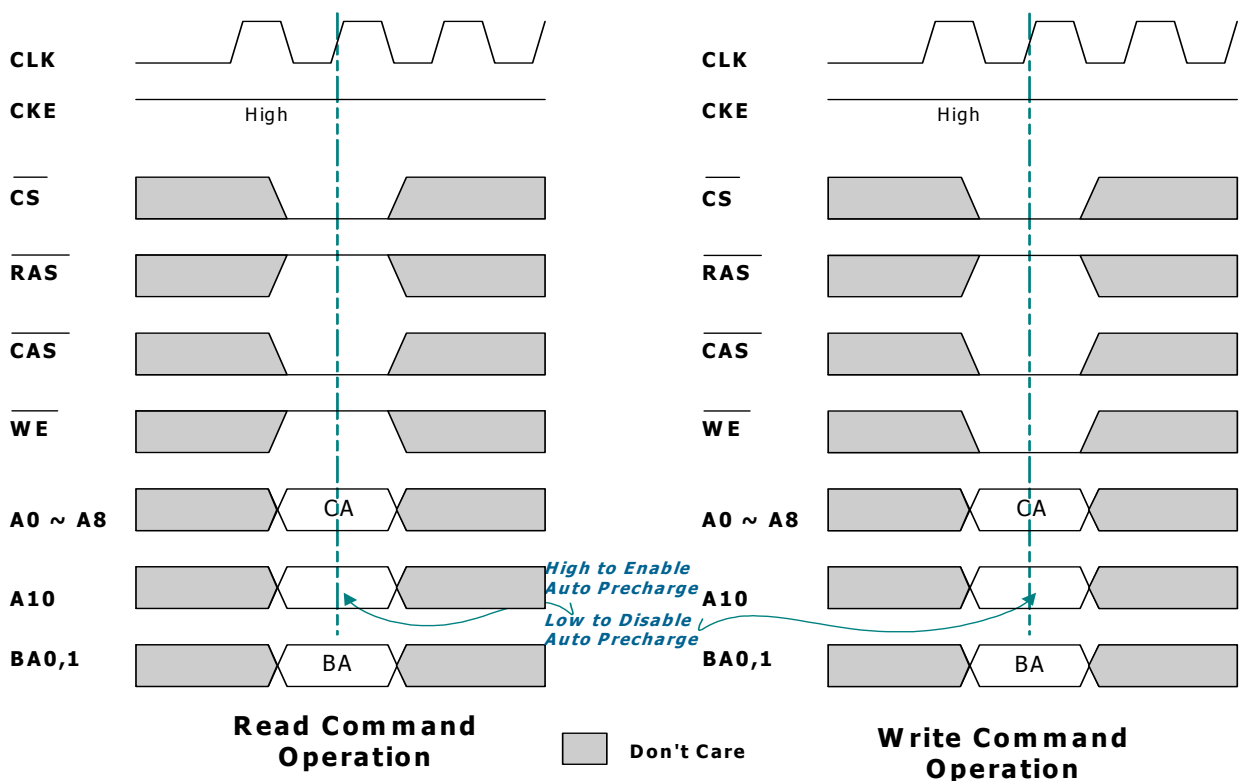 CLK
CKE
High
CS
RAS
CAS
WE
A0 ~ A8
CA
A10
BA0,1
BA
Read Command
Operation
High to Enable
Auto Precharge
Low to Disable
Auto Precharge
Don't Care
CLK
CKE
High
CS
RAS
CAS
WE
A0 ~ A8
CA
A10
BA0,1
BA
Write Command
Operation